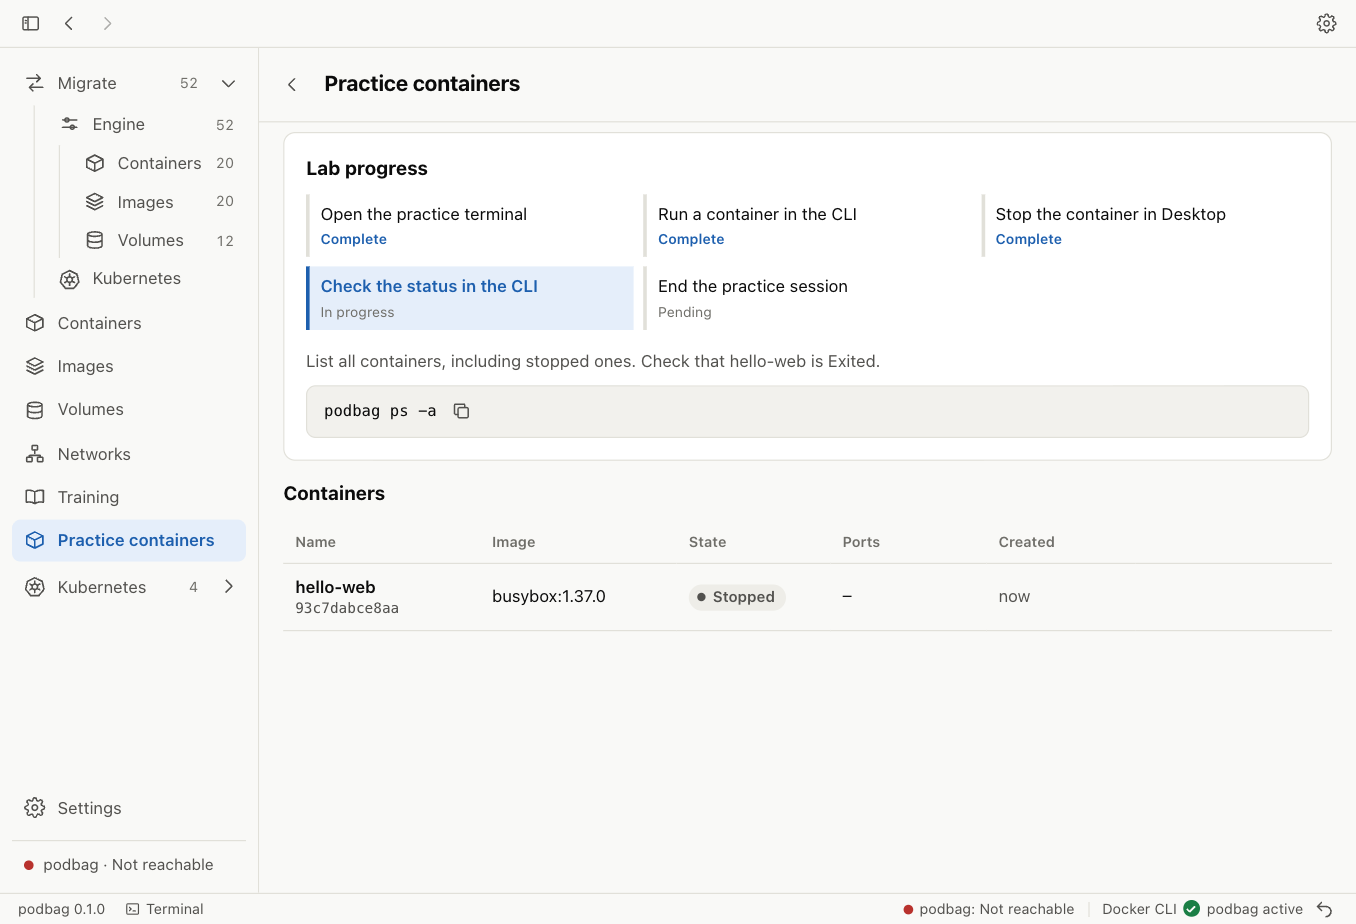 Migrate 52
Engine 52
Containers 20
Images 20
Volumes 12
Kubernetes
Containers
Images
Volumes
Networks
Training
Practice containers
Kubernetes 4
Settings
podbag · Not reachable
Practice containers
Lab progress
Open the practice terminal
Complete
Run a container in the CLI
Complete
Stop the container in Desktop
Complete
Check the status in the CLI
In progress
End the practice session
Pending
List all containers, including stopped ones. Check that hello-web is Exited.
podbag ps -a
Containers
Name Image State Ports Created
hello-web busybox:1.37.0 Stopped – now
93c7dabce8aa
podbag 0.1.0 Terminal podbag: Not reachable Docker CLI podbag active